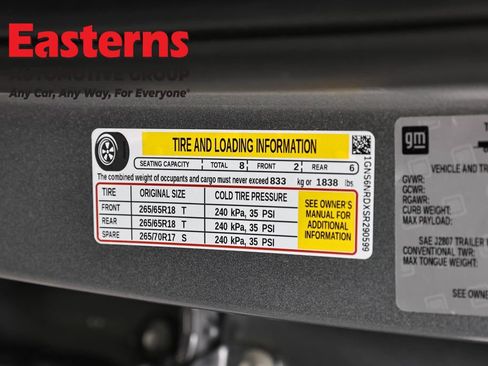 Easterns
AUTOMOTIVE GROUP
Any Car, Any Way, For Everyone®
TIRE AND LOADING INFORMATION
SEATING CAPACITY TOTAL 8 FRONT 2 REAR 6
The combined weight of occupants and cargo must never exceed 833 kg or 1838 lbs
TIRE ORIGINAL SIZE COLD TIRE PRESSURE
FRONT 265/65R18 T 240 kPa, 35 PSI
REAR 265/65R18 T 240 kPa, 35 PSI
SPARE 265/70R17 S 240 kPa, 35 PSI
SEE OWNER'S
MANUAL FOR
ADDITIONAL
INFORMATION
1GNS6NRDXSR290599
gm
VEHICLE AND
GVWR:
GCWR:
RGAWR:
CURB WEIGHT:
MAX PAYLOAD:
SAE J2807 TRAILER
CONVENTIONAL TWR:
MAX TONGUE WEIGHT:
SEE OWNE